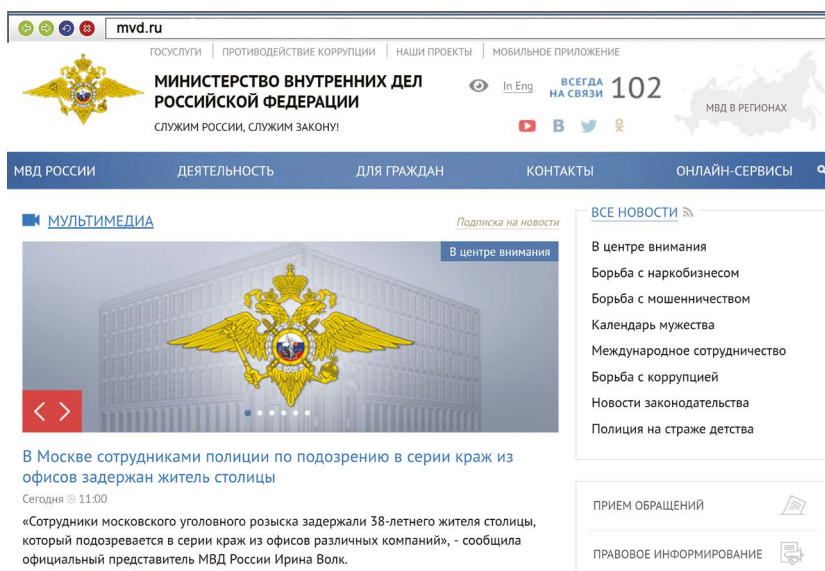 mvd.ru
ГОСУСЛУГИ
ПРОТИВОДЕЙСТВИЕ КОРРУПЦИИ
НАШИ ПРОЕКТЫ
МОБИЛЬНОЕ ПРИЛОЖЕНИЕ
МИНИСТЕРСТВО ВНУТРЕННИХ ДЕЛ
РОССИЙСКОЙ ФЕДЕРАЦИИ
СЛУЖИМ РОССИИ, СЛУЖИМ ЗАКОНУ!
In Eng
ВСЕГДА
НА СВЯЗИ
102
МВД В РЕГИОНАХ
МВД РОССИИ
ДЕЯТЕЛЬНОСТЬ
ДЛЯ ГРАЖДАН
КОНТАКТЫ
ОНЛАЙН-СЕРВИСЫ
МУЛЬТИМЕДИА
Подписка на новости
В центре внимания
В Москве сотрудниками полиции по подозрению в серии краж из
офисов задержан житель столицы
Сегодня 11:00
«Сотрудники московского уголовного розыска задержали 38-летнего жителя столицы,
который подозревается в серии краж из офисов различных компаний», - сообщила
официальный представитель МВД России Ирина Волк.
ВСЕ НОВОСТИ
В центре внимания
Борьба с наркобизнесом
Борьба с мошенничеством
Календарь мужества
Международное сотрудничество
Борьба с коррупцией
Новости законодательства
Полиция на страже детства
ПРИЕМ ОБРАЩЕНИЙ
ПРАВОВОЕ ИНФОРМИРОВАНИЕ